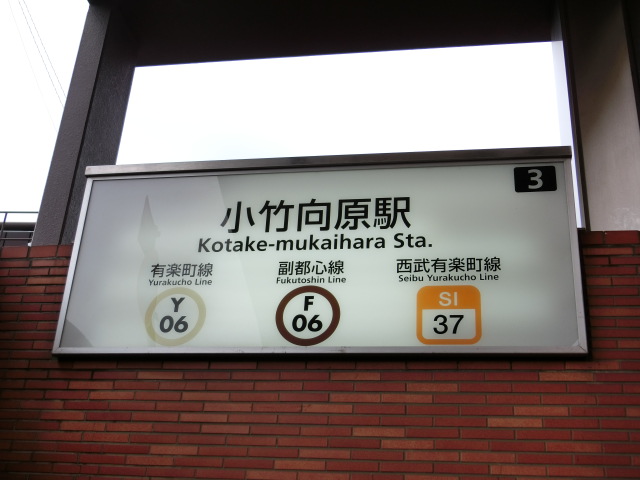 3
小竹向原駅
Kotake-mukaihara Sta.
有楽町線
Yurakucho Line
Y
06
副都心線
Fukutoshin Line
F
06
西武有楽町線
Seibu Yurakucho Line
SI
37